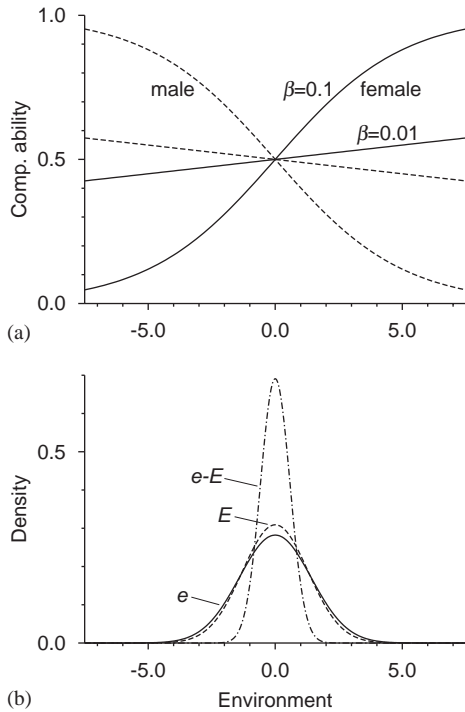 1.0
male
β=0.1
female
β=0.01
Comp. ability
0.5
0.0
-5.0
0.0
5.0
(a)
0.5
e-E
E
e
Density
0.0
-5.0
0.0
5.0
(b)
Environment